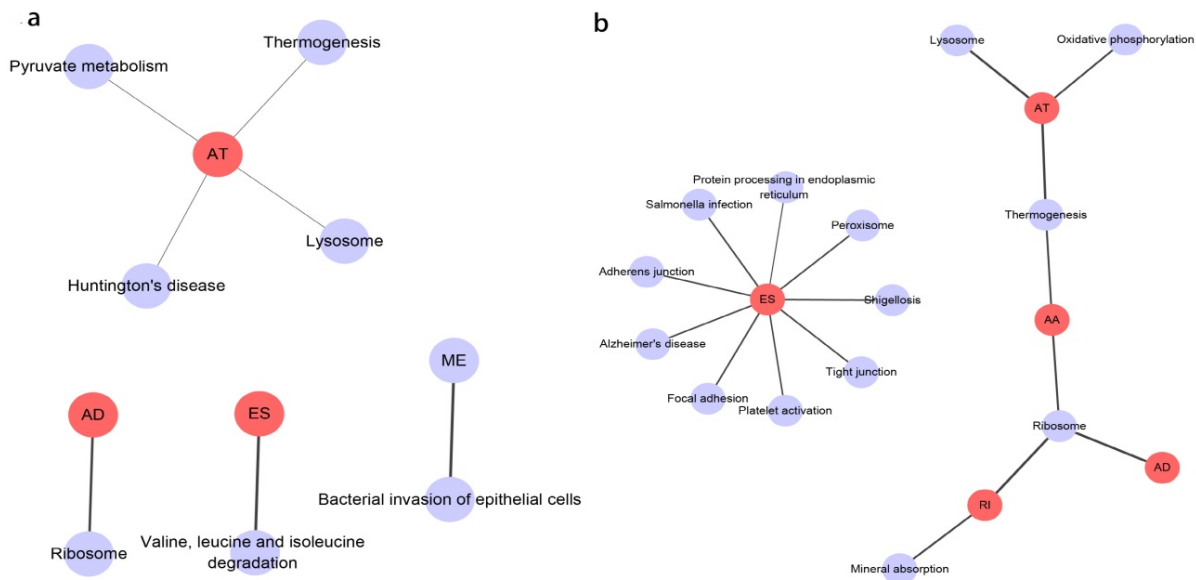 a
Thermogenesis
Pyruvate metabolism
AT
Lysosome
Huntington's disease
ME
AD
ES
Bacterial invasion of epithelial cells
Ribosome
Valine, leucine and isoleucine
degradation
b
Lysosome
Oxidative phosphorylation
AT
Protein processing in endoplasmic
reticulum
Salmonella infection
Peroxisome
Thermogenesis
Adherens junction
ES
Shigellosis
AA
Alzheimer's disease
Tight junction
Focal adhesion
Platelet activation
Ribosome
AD
RI
Mineral absorption